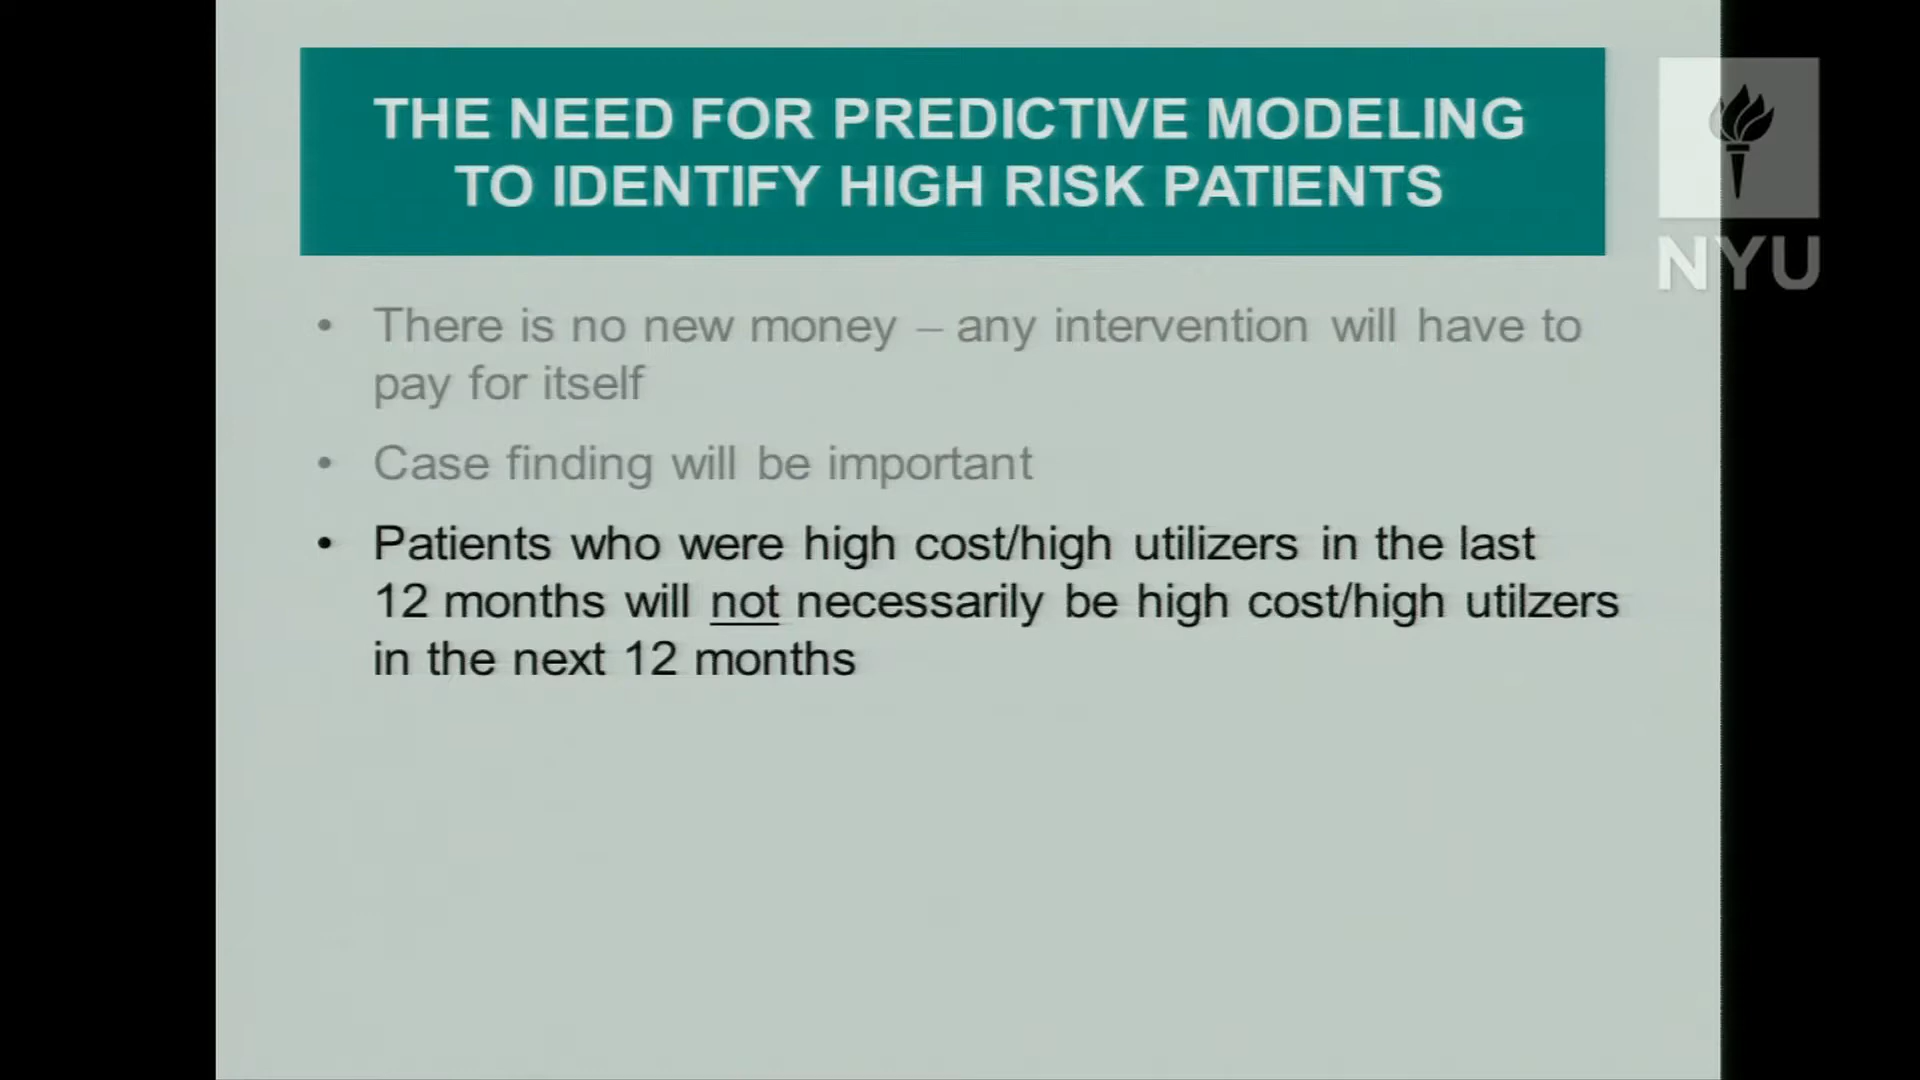 THE NEED FOR PREDICTIVE MODELING
TO IDENTIFY HIGH RISK PATIENTS
NYU
• There is no new money – any intervention will have to
pay for itself
• Case finding will be important
• Patients who were high cost/high utilizers in the last
12 months will not necessarily be high cost/high utilzers
in the next 12 months